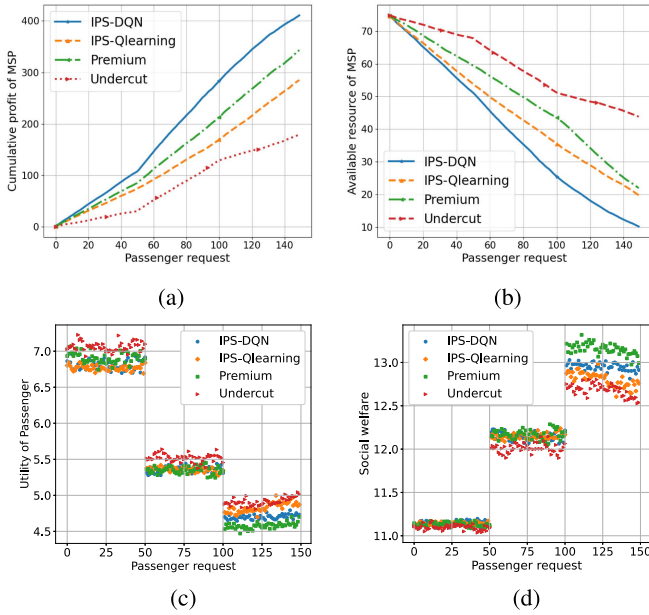 Cumulative profit of MSP
400
300
200
100
0
IPS-DQN
IPS-Qlearning
Premium
Undercut
0 20 40 60 80 100 120 140
Passenger request
(a)
Available resource of MSP
80
70
60
50
40
30
20
10
IPS-DQN
IPS-Qlearning
Premium
Undercut
0 20 40 60 80 100 120 140
Passenger request
(b)
Utility of Passenger
7.0
6.5
6.0
5.5
5.0
4.5
IPS-DQN
IPS-Qlearning
Premium
Undercut
0 25 50 75 100 125 150
Passenger request
(c)
Social welfare
13.0
12.5
12.0
11.5
11.0
IPS-DQN
IPS-Qlearning
Premium
Undercut
0 25 50 75 100 125 150
Passenger request
(d)